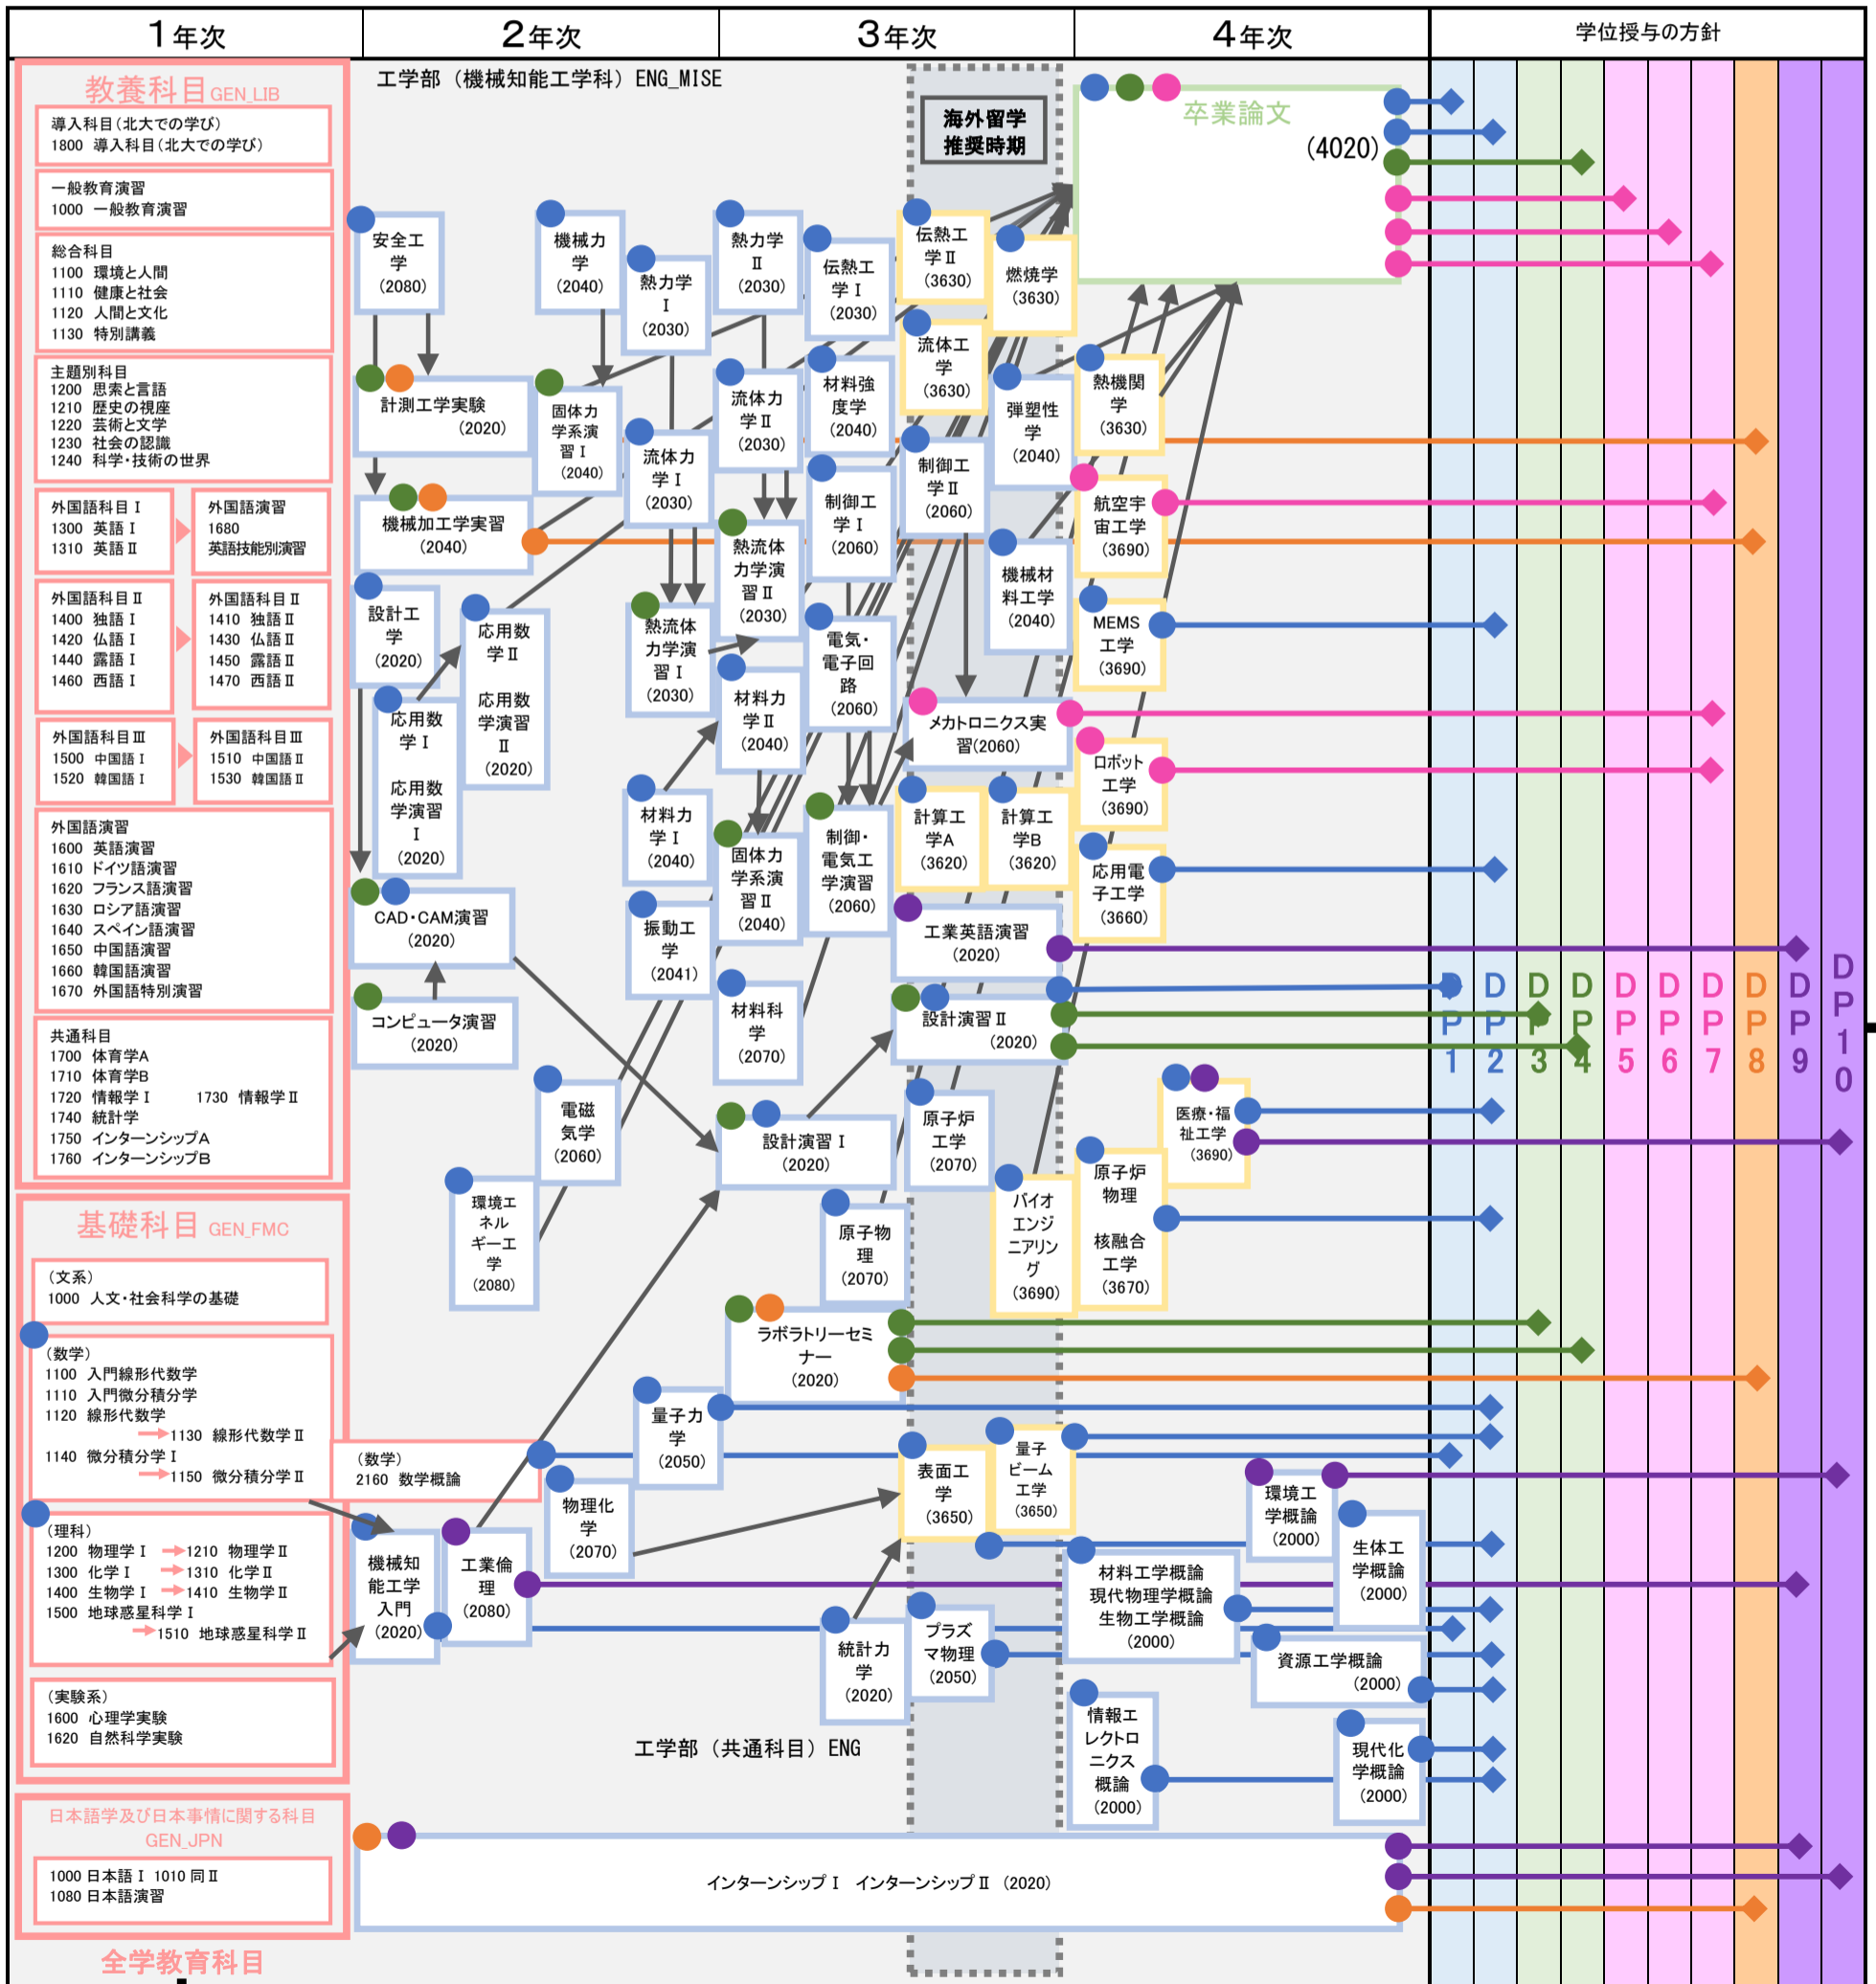 1年次
2年次
3年次
4年次
学位授与の方針
教養科目GEN_LIB
導入科目(北大での学び)
1800 導入科目(北大での学び)
一般教育演習
1000 一般教育演習
総合科目
1100 環境と人間
1110 健康と社会
1120 人間と文化
1130 特別講義
主題別科目
1200 思索と言語
1210 歴史の視座
1220 芸術と文学
1230 社会の認識
1240 科学・技術の世界
外国語科目Ⅰ
1300 英語Ⅰ
1310 英語Ⅱ
外国語演習
1680
英語技能別演習
外国語科目Ⅱ
1400 独語Ⅰ
1420 仏語Ⅰ
1440 露語Ⅰ
1460 西語Ⅰ
外国語科目Ⅱ
1410 独語Ⅱ
1430 仏語Ⅱ
1450 露語Ⅱ
1470 西語Ⅱ
外国語科目Ⅲ
1500 中国語Ⅰ
1520 韓国語Ⅰ
外国語科目Ⅲ
1510 中国語Ⅱ
1530 韓国語Ⅱ
外国語演習
1600 英語演習
1610 ドイツ語演習
1620 フランス語演習
1630 ロシア語演習
1640 スペイン語演習
1650 中国語演習
1660 韓国語演習
1670 外国語特別演習
共通科目
1700 体育学A
1710 体育学B
1720 情報学Ⅰ 1730 情報学Ⅱ
1740 統計学
1750 インターンシップA
1760 インターンシップB
基礎科目 GEN_FMC
(文系)
1000 人文・社会科学の基礎
(数学)
1100 入門線形代数学
1110 入門微分積分学
1120 線形代数学
1130 線形代数学Ⅱ
1140 微分積分学Ⅰ
1150 微分積分学Ⅱ
(数学)
2160 数学概論
(理科)
1200 物理学Ⅰ 1210 物理学Ⅱ
1300 化学Ⅰ 1310 化学Ⅱ
1400 生物学Ⅰ 1410 生物学Ⅱ
1500 地球惑星科学Ⅰ
1510 地球惑星科学Ⅱ
(実験系)
1600 心理学実験
1620 自然科学実験
日本語学及び日本事情に関する科目
GEN_JPN
1000 日本語Ⅰ 1010 同Ⅱ
1080 日本語演習
全学教育科目
工学部(機械知能工学科)ENG_MISE
安全工
学
(2080)
計測工学実験
(2020)
機械加工学実習
(2040)
設計工
学
(2020)
応用数
学Ⅰ
応用数
学演習
Ⅰ
(2020)
応用数
学Ⅱ
応用数
学演習
Ⅱ
(2020)
CAD・CAM演習
(2020)
コンピュータ演習
(2020)
機械知
能工学
入門
(2020)
工業倫
理
(2080)
環境エ
ネル
ギー工
学
(2080)
電磁
気学
(2060)
物理化
学
(2070)
機械力
学
(2040)
熱力学
Ⅰ
(2030)
固体力
学系演
習Ⅰ
(2040)
流体力
学Ⅰ
(2030)
熱流体
力学演
習Ⅰ
(2030)
材料力
学Ⅰ
(2040)
振動工
学
(2041)
量子力
学
(2050)
熱力学
Ⅱ
(2030)
流体力
学Ⅱ
(2030)
熱流体
力学演
習Ⅱ
(2030)
材料力
学Ⅱ
(2040)
固体力
学系演
習Ⅱ
(2040)
材料科
学
(2070)
設計演習Ⅰ
(2020)
ラボラトリーセミ
ナー
(2020)
伝熱工
学Ⅰ
(2030)
材料強
度学
(2040)
制御工
学Ⅰ
(2060)
電気・
電子回
路
(2060)
制御・
電気工
学演習
(2060)
原子物
理
(2070)
統計力
学
(2020)
海外留学
推奨時期
伝熱工
学Ⅱ
(3630)
燃焼学
(3630)
流体工
学
(3630)
弾塑性
学
(2040)
制御工
学Ⅱ
(2060)
機械材
料工学
(2040)
メカトロニクス実
習(2060)
計算工
学A
(3620)
計算工
学B
(3620)
工業英語演習
(2020)
設計演習Ⅱ
(2020)
原子炉
工学
(2070)
バイオ
エンジ
ニアリン
グ
(3690)
表面工
学
(3650)
量子
ビーム
工学
(3650)
プラズ
マ物理
(2050)
卒業論文
(4020)
熱機関
学
(3630)
航空宇
宙工学
(3690)
MEMS
工学
(3690)
ロボット
工学
(3690)
応用電
子工学
(3660)
医療・福
祉工学
(3690)
原子炉
物理
核融合
工学
(3670)
環境工
学概論
(2000)
生体工
学概論
(2000)
材料工学概論
現代物理学概論
生物工学概論
(2000)
資源工学概論
(2000)
情報エ
レクトロ
ニクス
概論
(2000)
現代化
学概論
(2000)
工学部(共通科目)ENG
インターンシップⅠ インターンシップⅡ (2020)
DP1
DP2
DP3
DP4
DP5
DP6
DP7
DP8
DP9
DP10